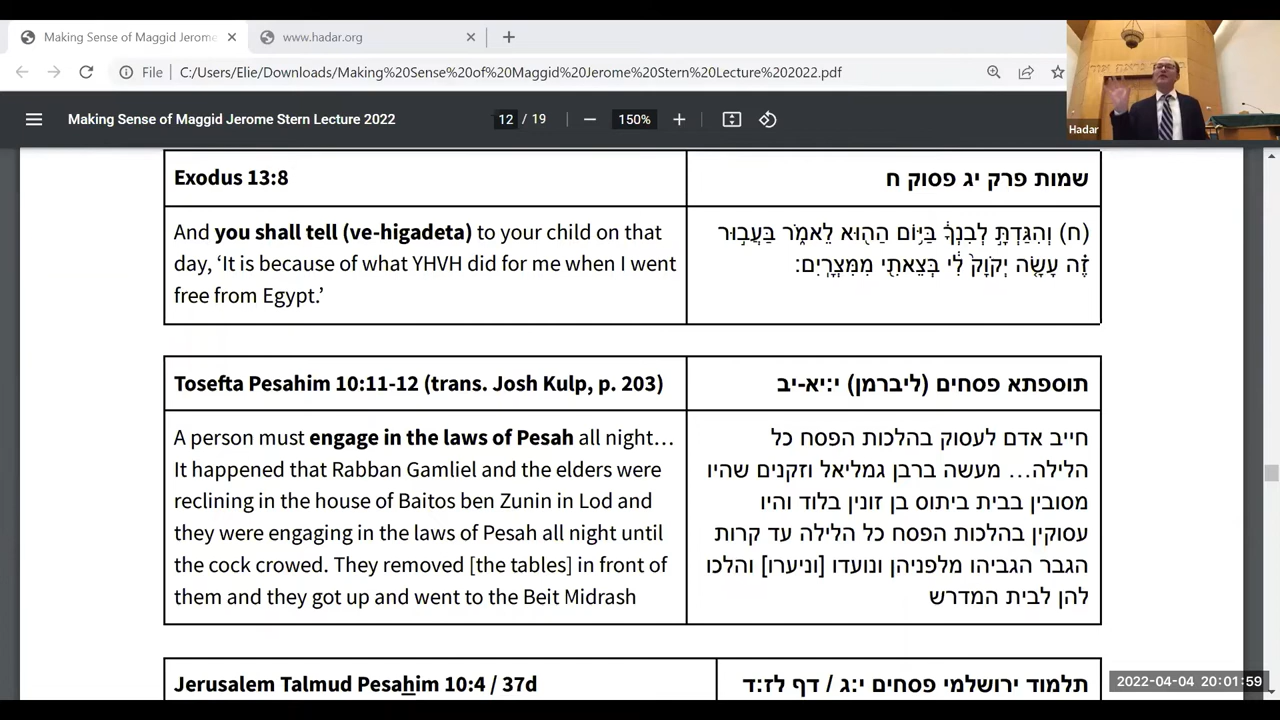 Making Sense of Maggid Jerome
www.hadar.org
File
C:/Users/Elie/Downloads/Making%20Sense%20of%20Maggid%20Jerome%20Stern%20Lecture%202022.pdf
Making Sense of Maggid Jerome Stern Lecture 2022
12 / 19
150%
Hadar
Exodus 13:8
שמות פרק יג פסוק ח
And you shall tell (ve-higadeta) to your child on that
day, ‘It is because of what YHVH did for me when I went
free from Egypt.’
(ח) וְהִגַּדְתָּ֣ לְבִנְךָ֔ בַּיּ֥וֹם הַה֖וּא לֵאמֹ֑ר בַּעֲב֣וּר
זֶ֗ה עָשָׂ֤ה יְקֹוָק֙ לִ֔י בְּצֵאתִ֖י מִמִּצְרָֽיִם׃
Tosefta Pesahim 10:11-12 (trans. Josh Kulp, p. 203)
תוספתא פסחים (ליברמן) י:יא-יב
A person must engage in the laws of Pesah all night…
It happened that Rabban Gamliel and the elders were
reclining in the house of Baitos ben Zunin in Lod and
they were engaging in the laws of Pesah all night until
the cock crowed. They removed [the tables] in front of
them and they got up and went to the Beit Midrash
חייב אדם לעסוק בהלכות הפסח כל
הלילה… מעשה ברבן גמליאל וזקנים שהיו
מסובין בבית ביתוס בן זונין בלוד והיו
עסוקין בהלכות הפסח כל הלילה עד קרות
הגבר הגביהו מלפניהן ונועדו [וניערו] והלכו
להן לבית המדרש
Jerusalem Talmud Pesahim 10:4 / 37d
תלמוד ירושלמי פסחים י:ג / דף לז:ד
2022-04-04 20:01:59